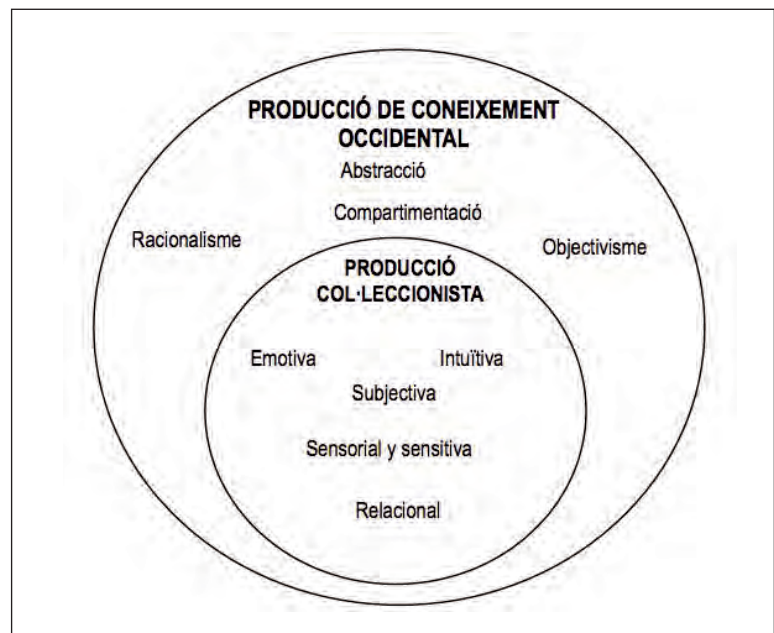 PRODUCCIÓ DE CONEIXEMENT
OCCIDENTAL
Abstracció
Compartimentació
Racionalisme
Objectivisme
PRODUCCIÓ
COL·LECCIONISTA
Emotiva
Intuïtiva
Subjectiva
Sensorial y sensitiva
Relacional